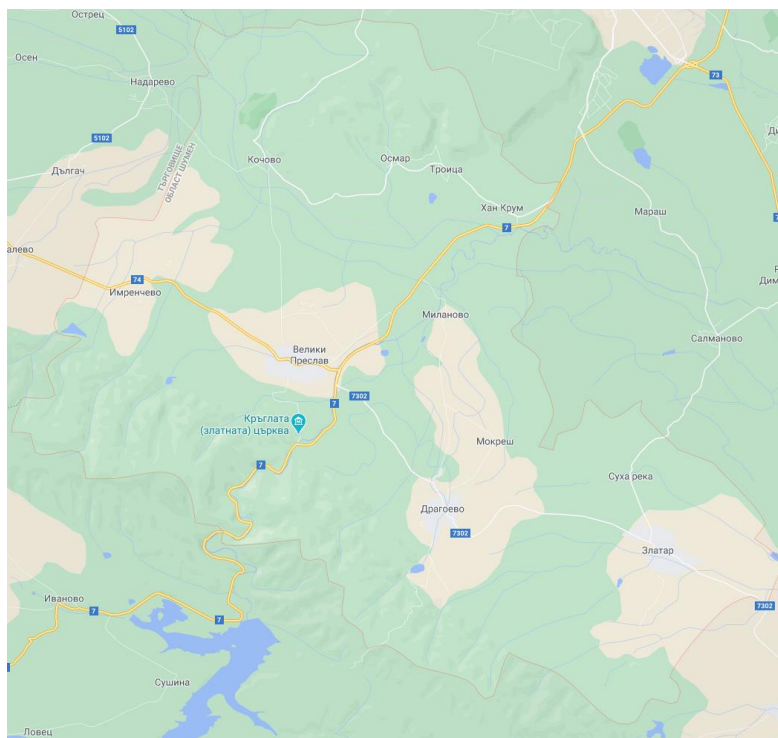 Острец
5102
Осен
73
Надарево
5102
Дългач
ТЪРГОВИЩЕ
ОБЛАСТ ШУМЕН
Кочово
Осмар
Троица
Хан Крум
Мараш
7
алево
74
Имренчево
Миланово
Салманово
Велики
Преслав
7302
7
Кръглата
(златната) църква
Мокреш
7
Суха река
Драгоево
7302
Златар
Иваново
7
7
7302
Сушина
Ловец